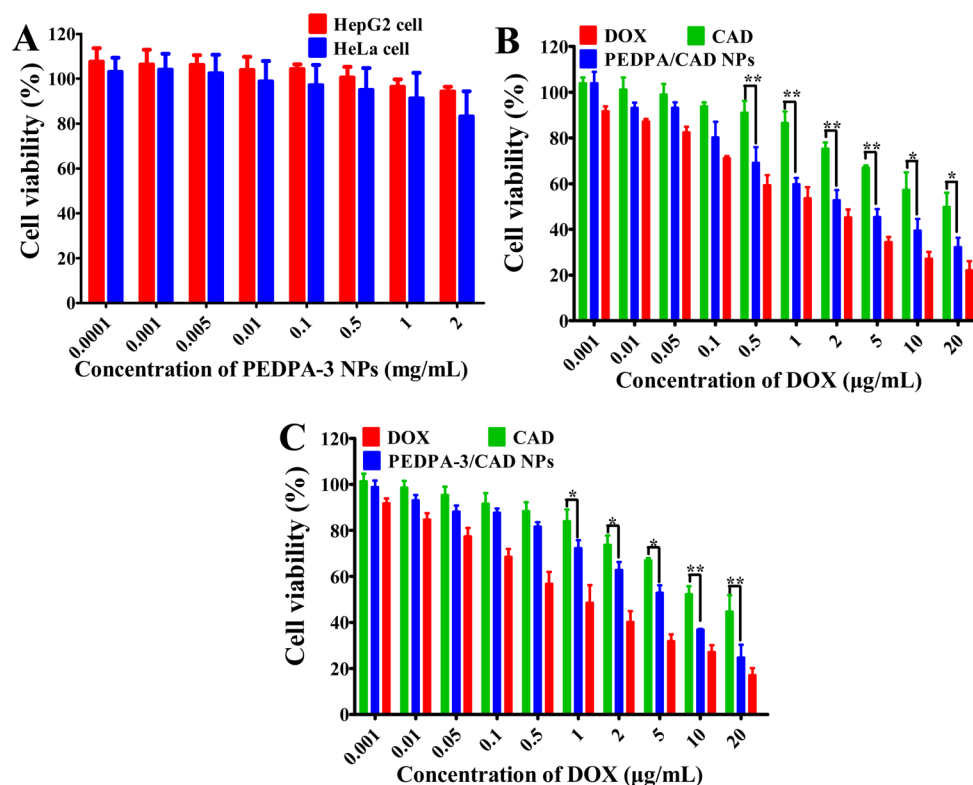 A
HepG2 cell
HeLa cell
Cell viability (%)
120
100
80
60
40
20
0
0.0001 0.001 0.005 0.01 0.1 0.5 1 2
Concentration of PEDPA-3 NPs (mg/mL)
B
DOX CAD
PEDPA/CAD NPs
Cell viability (%)
120
100
80
60
40
20
0
** ** ** ** * *
0.001 0.01 0.05 0.1 0.5 1 2 5 10 20
Concentration of DOX (μg/mL)
C
DOX CAD
PEDPA-3/CAD NPs
Cell viability (%)
120
100
80
60
40
20
0
* * * ** **
0.001 0.01 0.05 0.1 0.5 1 2 5 10 20
Concentration of DOX (μg/mL)